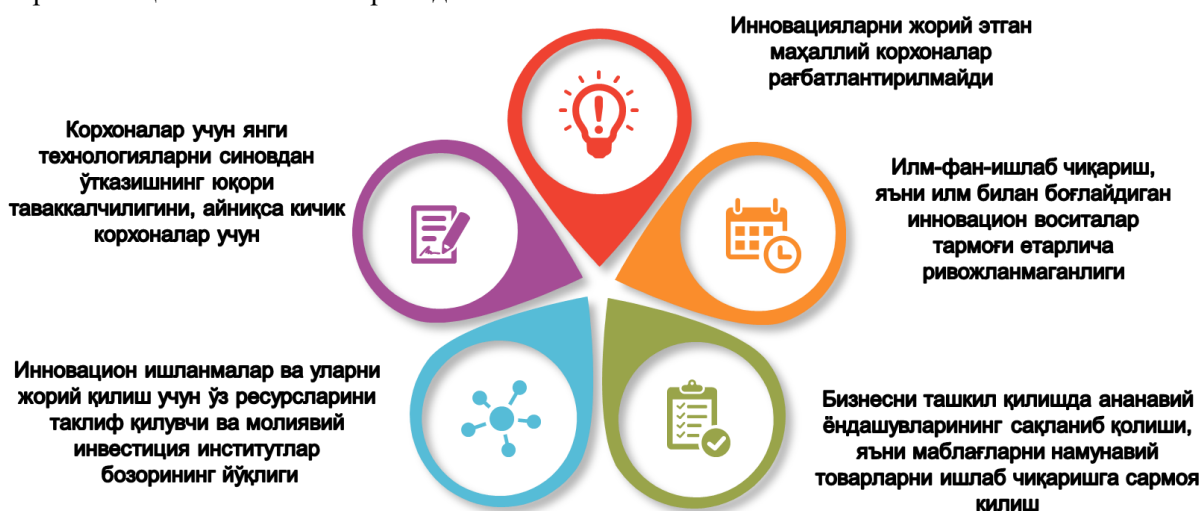 Инновацияларни жорий этган
маҳаллий корхоналар
рағбатлантирилмайди
Корхоналар учун янги
технологияларни синовдан
ўтказишнинг юқори
таваккалчилигини, айниқса кичик
корхоналар учун
Илм-фан-ишлаб чиқариш,
яъни илм билан боғлайдиган
инновацион воситалар
тармоғи етарлича
ривожланмаганлиги
Инновацион ишланмалар ва уларни
жорий қилиш учун ўз ресурсларини
таклиф қилувчи ва молиявий
инвестиция институтлар
бозорининг йўқлиги
Бизнесни ташкил қилишда ананавий
ёндашувларининг сақланиб қолиши,
яъни маблағларни намунавий
товарларни ишлаб чиқаришга сармоя
қилиш